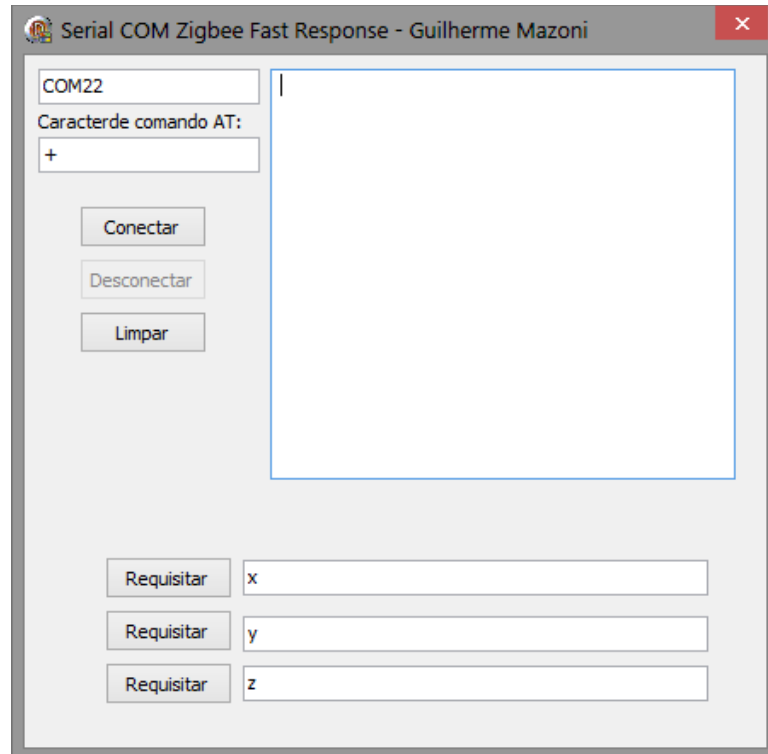 Serial COM Zigbee Fast Response - Guilherme Mazoni
COM22
Caracterde comando AT:
+
Conectar
Desconectar
Limpar
Requisitar x
Requisitar y
Requisitar z